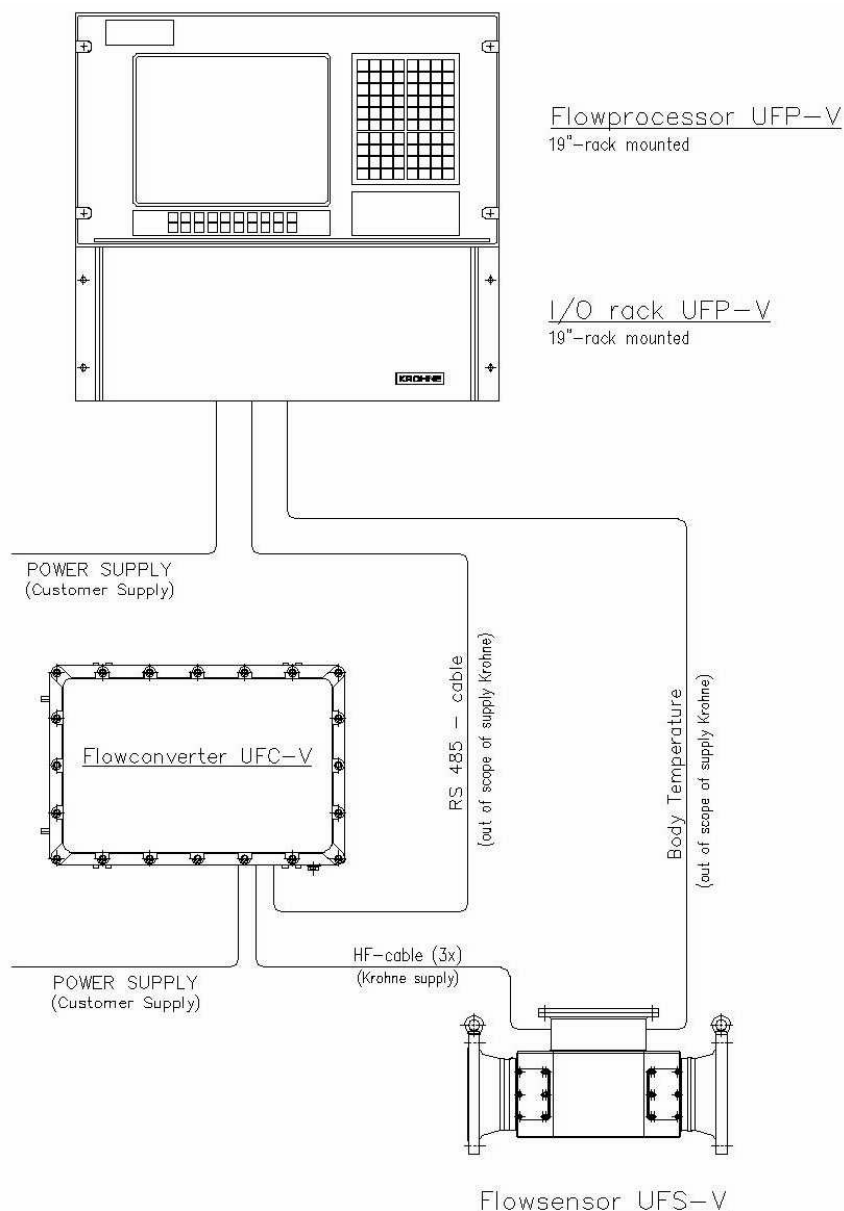 Flowprocessor UFP-V
19"-rack mounted
I/O rack UFP-V
19"-rack mounted
KROHNE
POWER SUPPLY
(Customer Supply)
RS 485 - cable
(out of scope of supply Krohne)
Body Temperature
(out of scope of supply Krohne)
Flowconverter UFC-V
HF-cable (3x)
(Krohne supply)
POWER SUPPLY
(Customer Supply)
Flowsensor UFS-V